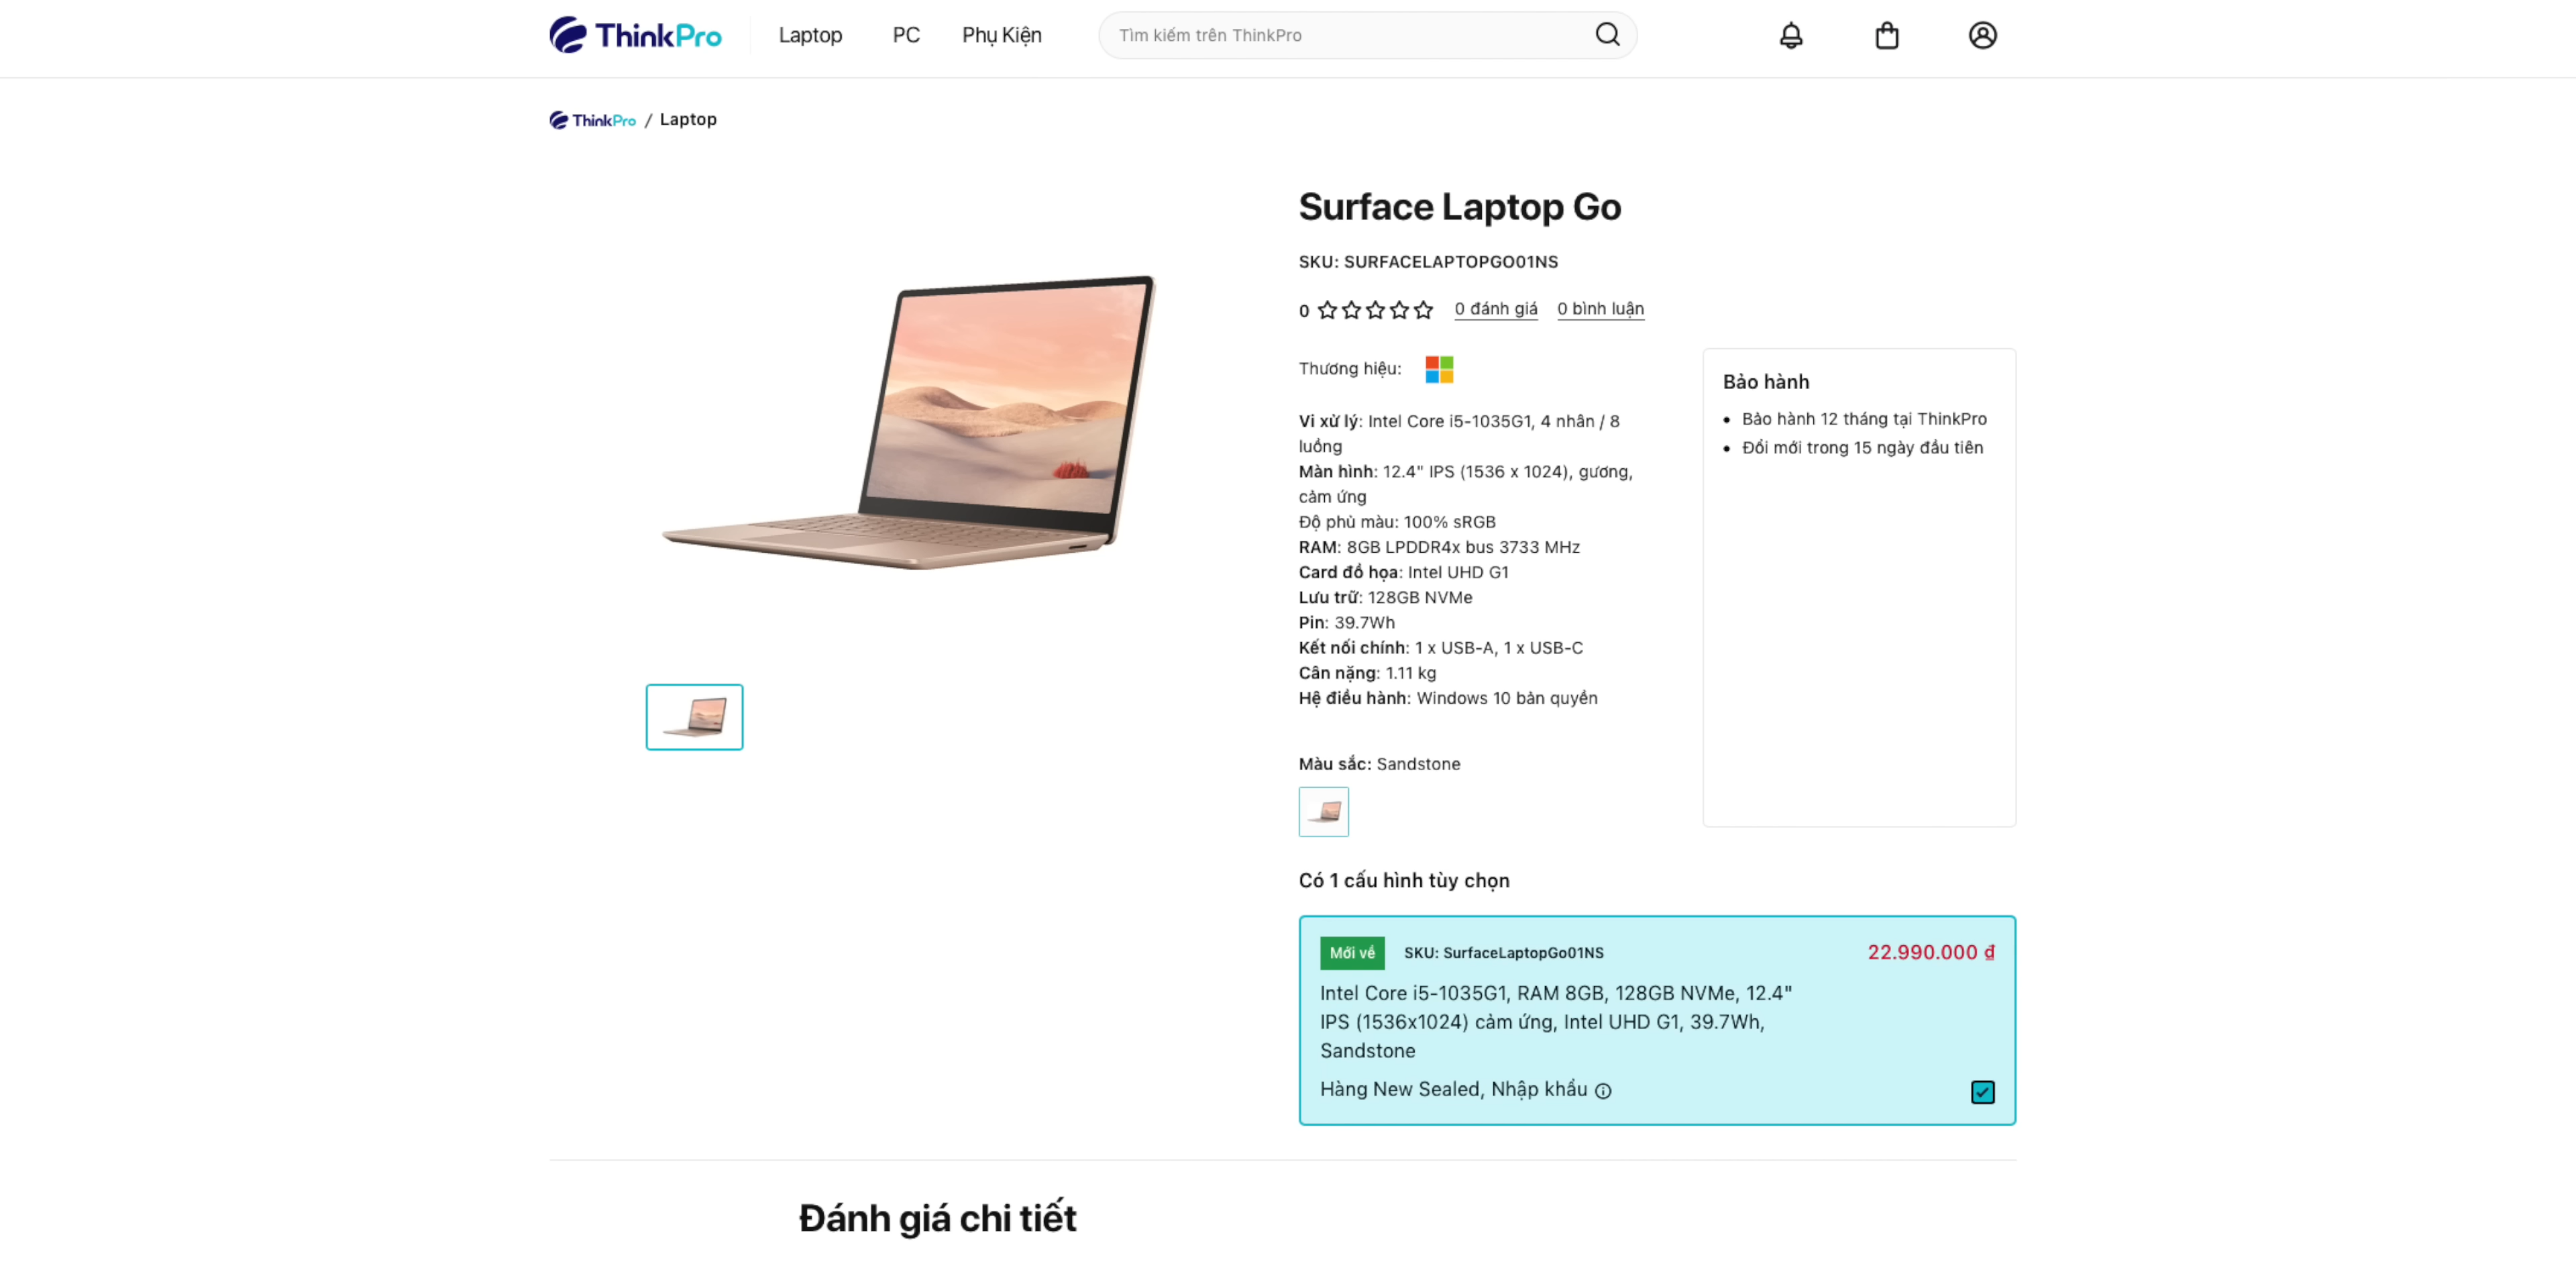 ThinkPro
Laptop
PC
Phụ Kiện
Tìm kiếm trên ThinkPro
ThinkPro / Laptop
Surface Laptop Go
SKU: SURFACELAPTOPGO01NS
0
0 đánh giá
0 bình luận
Thương hiệu:
Vi xử lý: Intel Core i5-1035G1, 4 nhân / 8
luồng
Màn hình: 12.4" IPS (1536 x 1024), gương,
cảm ứng
Độ phủ màu: 100% sRGB
RAM: 8GB LPDDR4x bus 3733 MHz
Card đồ họa: Intel UHD G1
Lưu trữ: 128GB NVMe
Pin: 39.7Wh
Kết nối chính: 1 x USB-A, 1 x USB-C
Cân nặng: 1.11 kg
Hệ điều hành: Windows 10 bản quyền
Bảo hành
Bảo hành 12 tháng tại ThinkPro
Đổi mới trong 15 ngày đầu tiên
Màu sắc: Sandstone
Có 1 cấu hình tùy chọn
Mới về
SKU: SurfaceLaptopGo01NS
22.990.000 ₫
Intel Core i5-1035G1, RAM 8GB, 128GB NVMe, 12.4"
IPS (1536x1024) cảm ứng, Intel UHD G1, 39.7Wh,
Sandstone
Hàng New Sealed, Nhập khẩu
Đánh giá chi tiết